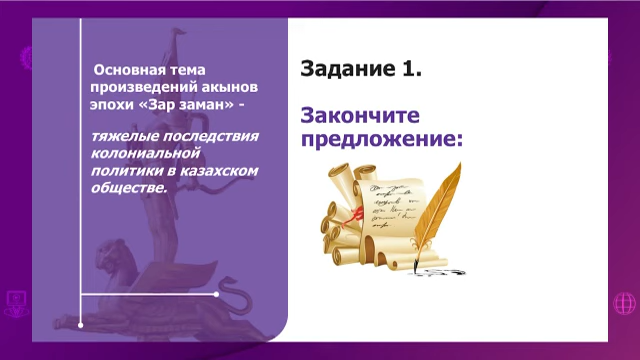 Основная тема
произведений акынов
эпохи «Зар заман» -
тяжелые последствия
колониальной
политики в казахском
обществе.
Задание 1.
Закончите
предложение: